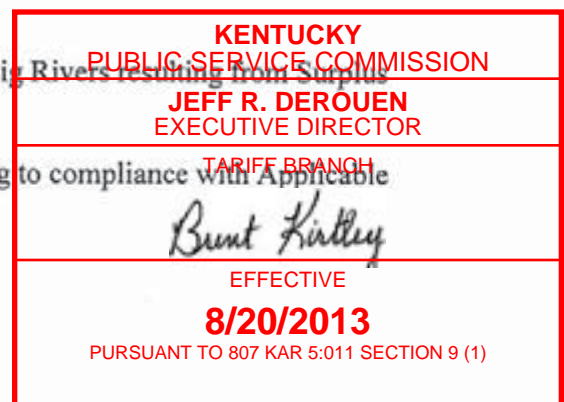 KENTUCKY
PUBLIC SERVICE COMMISSION
ig Rivers resulting from Surplus
JEFF R. DEROUEN
EXECUTIVE DIRECTOR
TARIFF BRANCH
g to compliance with Applicable
Bunt Kirtley
EFFECTIVE
8/20/2013
PURSUANT TO 807 KAR 5:011 SECTION 9 (1)